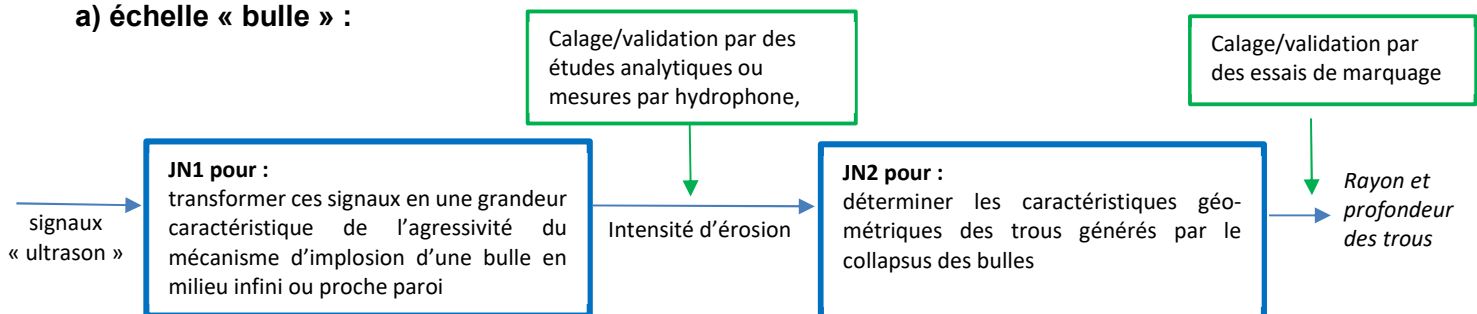 a) échelle « bulle » :
Calage/validation par des
études analytiques ou
mesures par hydrophone,
Calage/validation par
des essais de marquage
signaux
« ultrason »
JN1 pour :
transformer ces signaux en une grandeur
caractéristique de l’agressivité du
mécanisme d’implosion d’une bulle en
milieu infini ou proche paroi
Intensité d’érosion
JN2 pour :
déterminer les caractéristiques géo-
métriques des trous générés par le
collapsus des bulles
Rayon et
profondeur
des trous